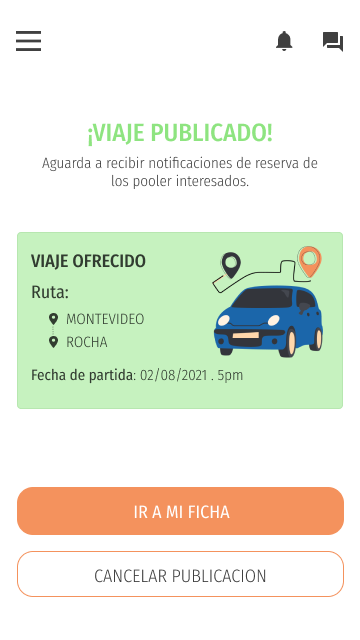 ¡VIAJE PUBLICADO!
Aguarda a recibir notificaciones de reserva de
los pooler interesados.
VIAJE OFRECIDO
Ruta:
MONTEVIDEO
ROCHA
Fecha de partida: 02/08/2021 . 5pm
IR A MI FICHA
CANCELAR PUBLICACION